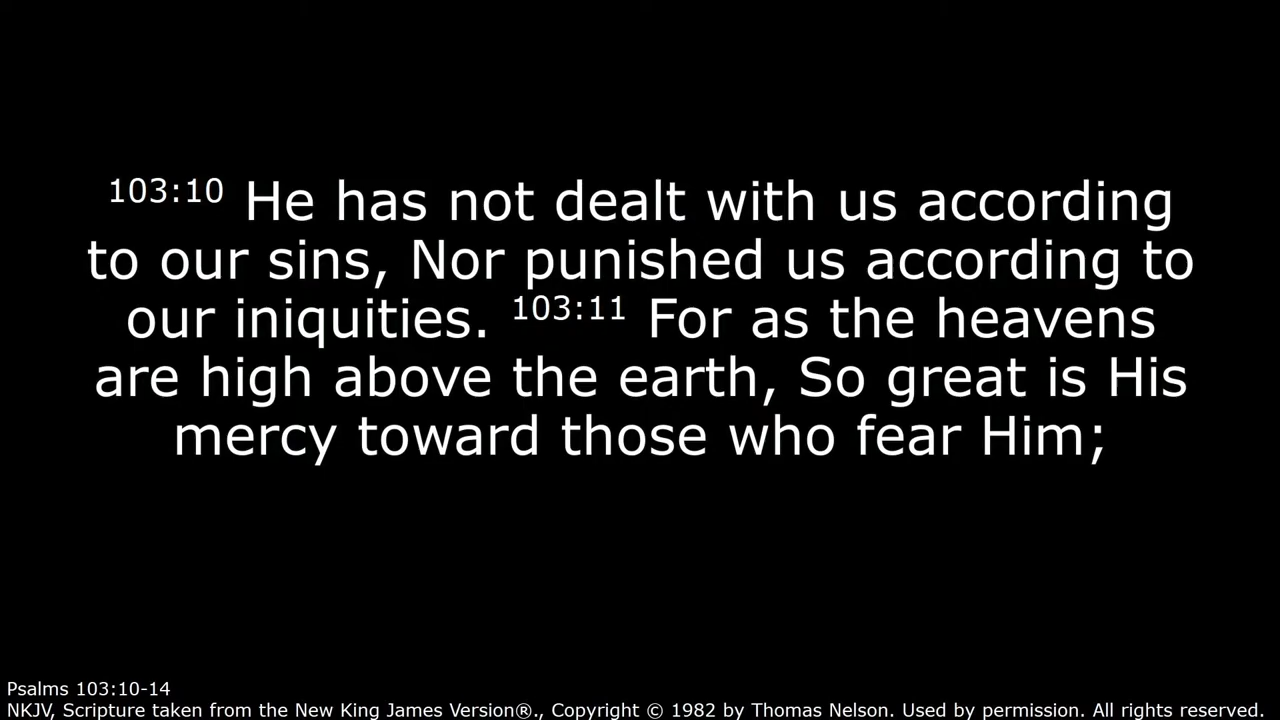 103:10 He has not dealt with us according
to our sins, Nor punished us according to
our iniquities. 103:11 For as the heavens
are high above the earth, So great is His
mercy toward those who fear Him;
Psalms 103:10-14
NKJV, Scripture taken from the New King James Version®., Copyright © 1982 by Thomas Nelson. Used by permission. All rights reserved.